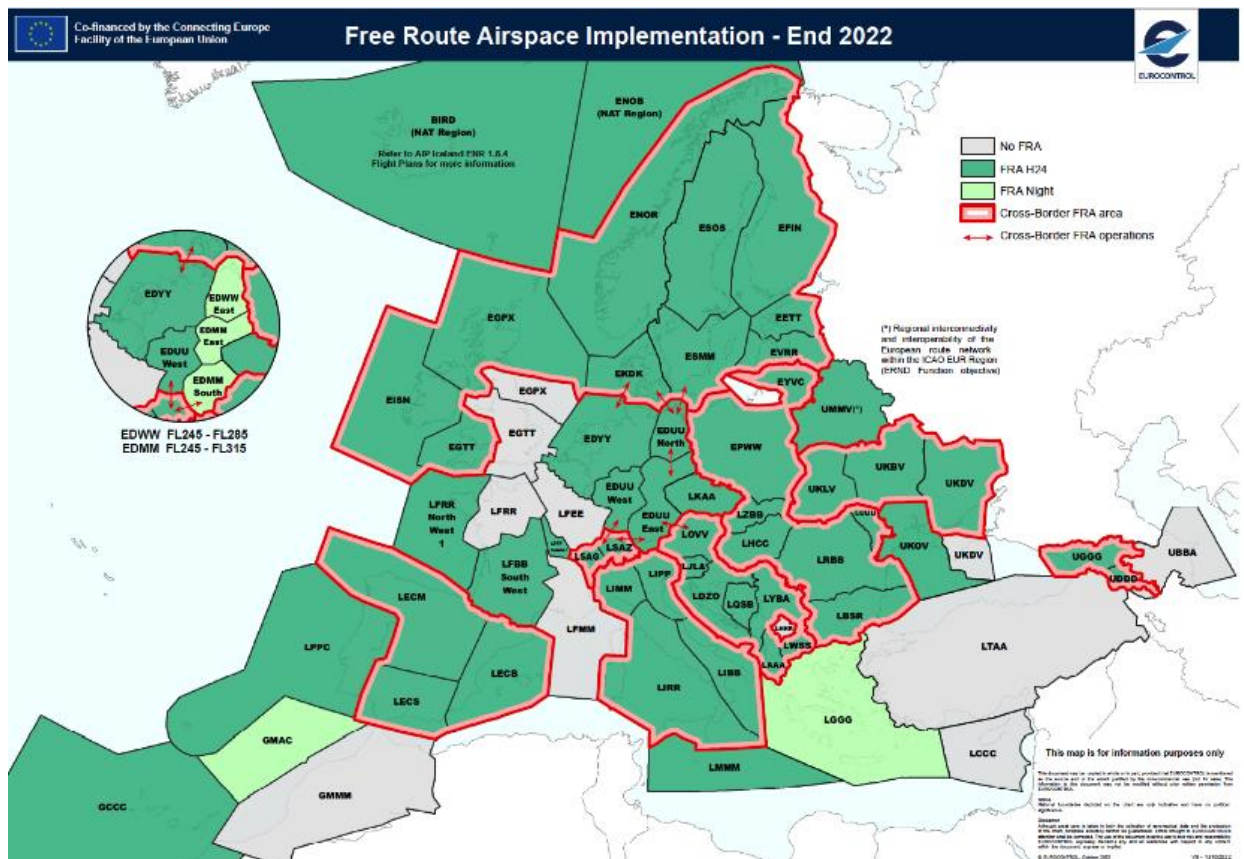 Co-financed by the Connecting Europe
Facility of the European Union
Free Route Airspace Implementation - End 2022
EUROCONTROL
BIRD
(NAT Region)
Refer to AIP Iceland ENR 1.8.4
Flight Plans for more information
ENOB
(NAT Region)
No FRA
FRA H24
FRA Night
Cross-Border FRA area
Cross-Border FRA operations
ENOR
ESOS
EFIN
EDYY
EDWW
East
EDMM
East
EDUU
West
EDMM
South
EDWW FL245 - FL285
EDMM FL245 - FL315
EGPX
EETT
EVRR
(*) Regional interconnectivity
and interoperability of the
European route network
within the ICAO EUR Region
(ERND Function objective)
ESMM
EKDK
EYVC
EGPX
EISN
UMMV(*)
EGTT
EDYY
EDUU
North
EGTT
EPWW
UKBV
UKLV
UKDV
EDUU
West
LKAA
LFRR
North
West
1
LFRR
LFEE
EDUU
East
LZBB
LOVV
LHCC
UKOV
UKDV
LSAG
LSAZ
LRBB
UGGG
UBBA
UDDD
LFBB
South
West
LIMM
LIPP
LJLA
LDZO
LQSB
LYBA
LBSR
LECM
LFMM
LWSS
LAAA
LTAA
LPPC
LECB
LIBB
LIRR
LECS
LGGG
GMAC
LCCC
This map is for information purposes only
LMMM
GCCC
GMMM